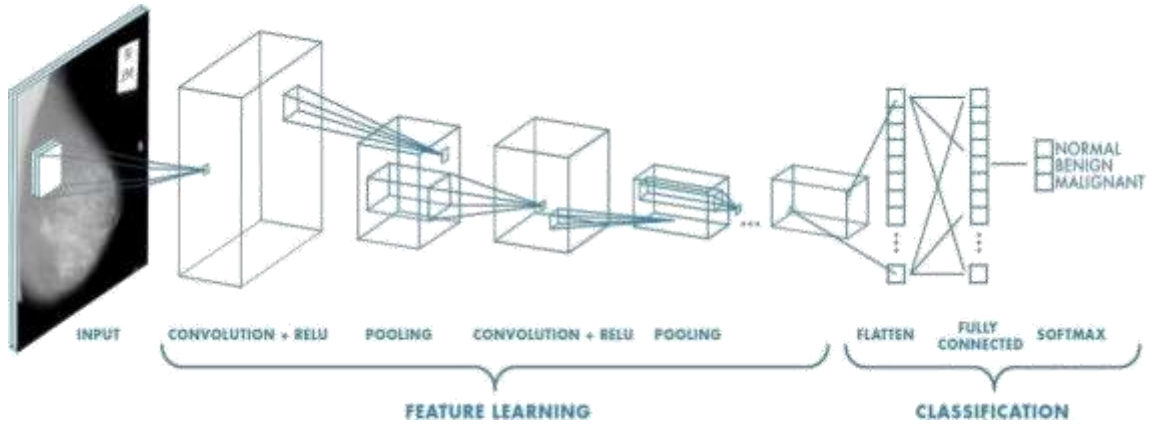 NORMAL
BENIGN
MALIGNANT
...
INPUT
CONVOLUTION + RELU
POOLING
CONVOLUTION + RELU
POOLING
FLATTEN
FULLY
CONNECTED
SOFTMAX
FEATURE LEARNING
CLASSIFICATION